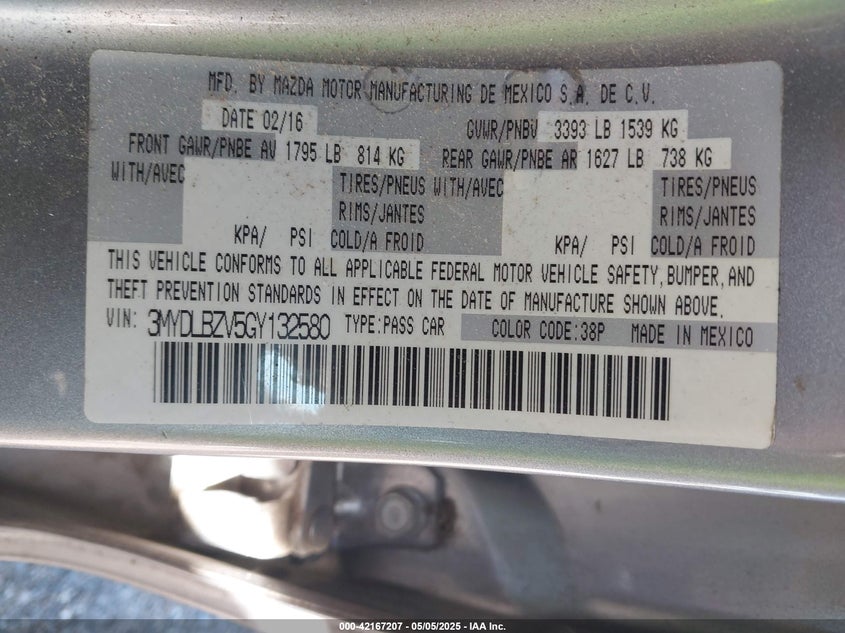 MFD. BY MAZDA MOTOR MANUFACTURING DE MEXICO S.A. DE C.V.
DATE 02/16 GVWR/PNBV 3393 LB 1539 KG
FRONT GAWR/PNBE AV 1795 LB 814 KG REAR GAWR/PNBE AR 1627 LB 738 KG
WITH/AVEC TIRES/PNEUS WITH/AVEC TIRES/PNEUS
RIMS/JANTES RIMS/JANTES
KPA/ PSI COLD/A FROID KPA/ PSI COLD/A FROID
THIS VEHICLE CONFORMS TO ALL APPLICABLE FEDERAL MOTOR VEHICLE SAFETY, BUMPER, AND
THEFT PREVENTION STANDARDS IN EFFECT ON THE DATE OF MANUFACTURE SHOWN ABOVE.
VIN: 3MYDLBZV5GY132580 TYPE:PASS CAR COLOR CODE:38P MADE IN MEXICO
000-42167207 - 05/05/2025 - IAA Inc.